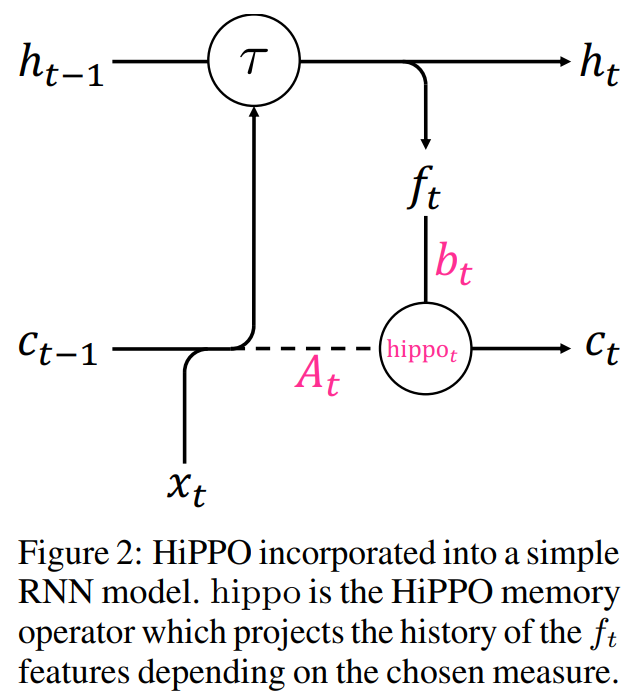 h_{t-1}
τ
h_t
f_t
b_t
c_{t-1}
A_t
hippo_t
c_t
x_t
Figure 2: HiPPO incorporated into a simple
RNN model. hippo is the HiPPO memory
operator which projects the history of the f_t
features depending on the chosen measure.